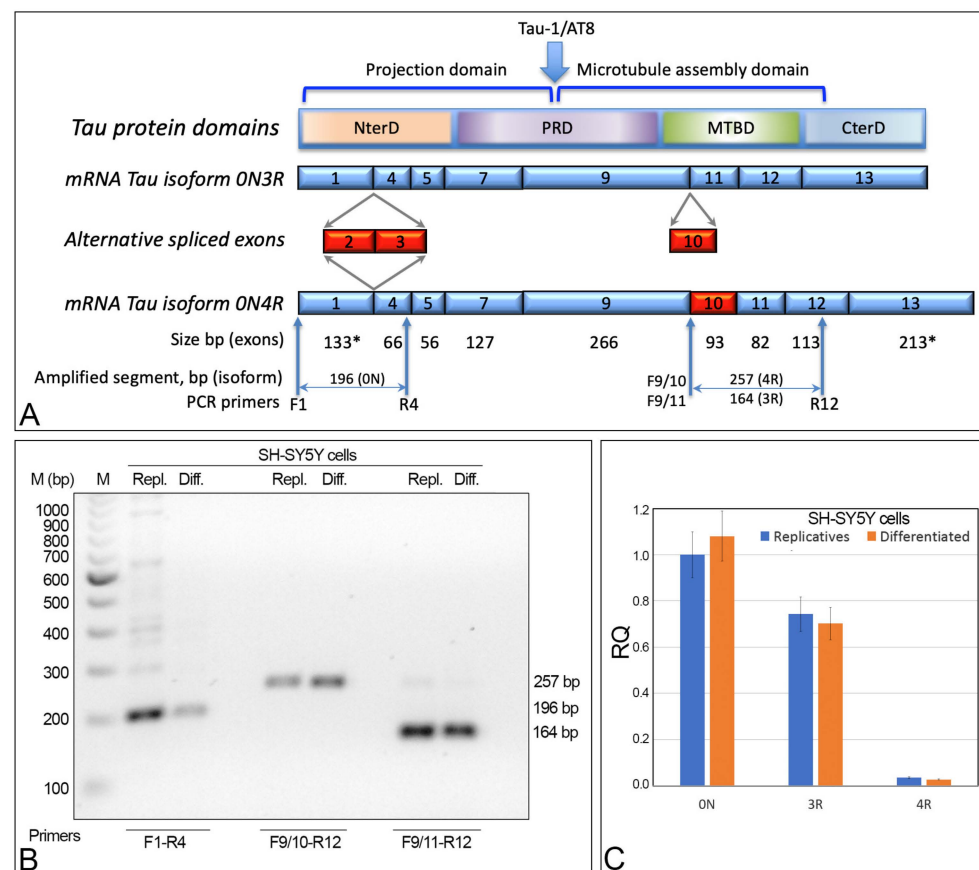 Tau-1/AT8
Projection domain Microtubule assembly domain
Tau protein domains NterD PRD MTBD CterD
mRNA Tau isoform 0N3R 1 4 5 7 9 11 12 13
Alternative spliced exons 2 3 10
mRNA Tau isoform 0N4R 1 4 5 7 9 10 11 12 13
Size bp (exons) 133* 66 56 127 266 93 82 113 213*
Amplified segment, bp (isoform) 196 (0N) F9/10 257 (4R)
PCR primers F1 R4 F9/11 164 (3R) R12
A
SH-SY5Y cells
M (bp) M Repl. Diff. Repl. Diff. Repl. Diff.
1000
900
800
700
600
500
400
300
200
100
257 bp
196 bp
164 bp
Primers F1-R4 F9/10-R12 F9/11-R12
B
SH-SY5Y cells
Replicatives Differentiated
1.2
1.0
0.8
0.6
0.4
0.2
0.0
RQ
0N 3R 4R
C